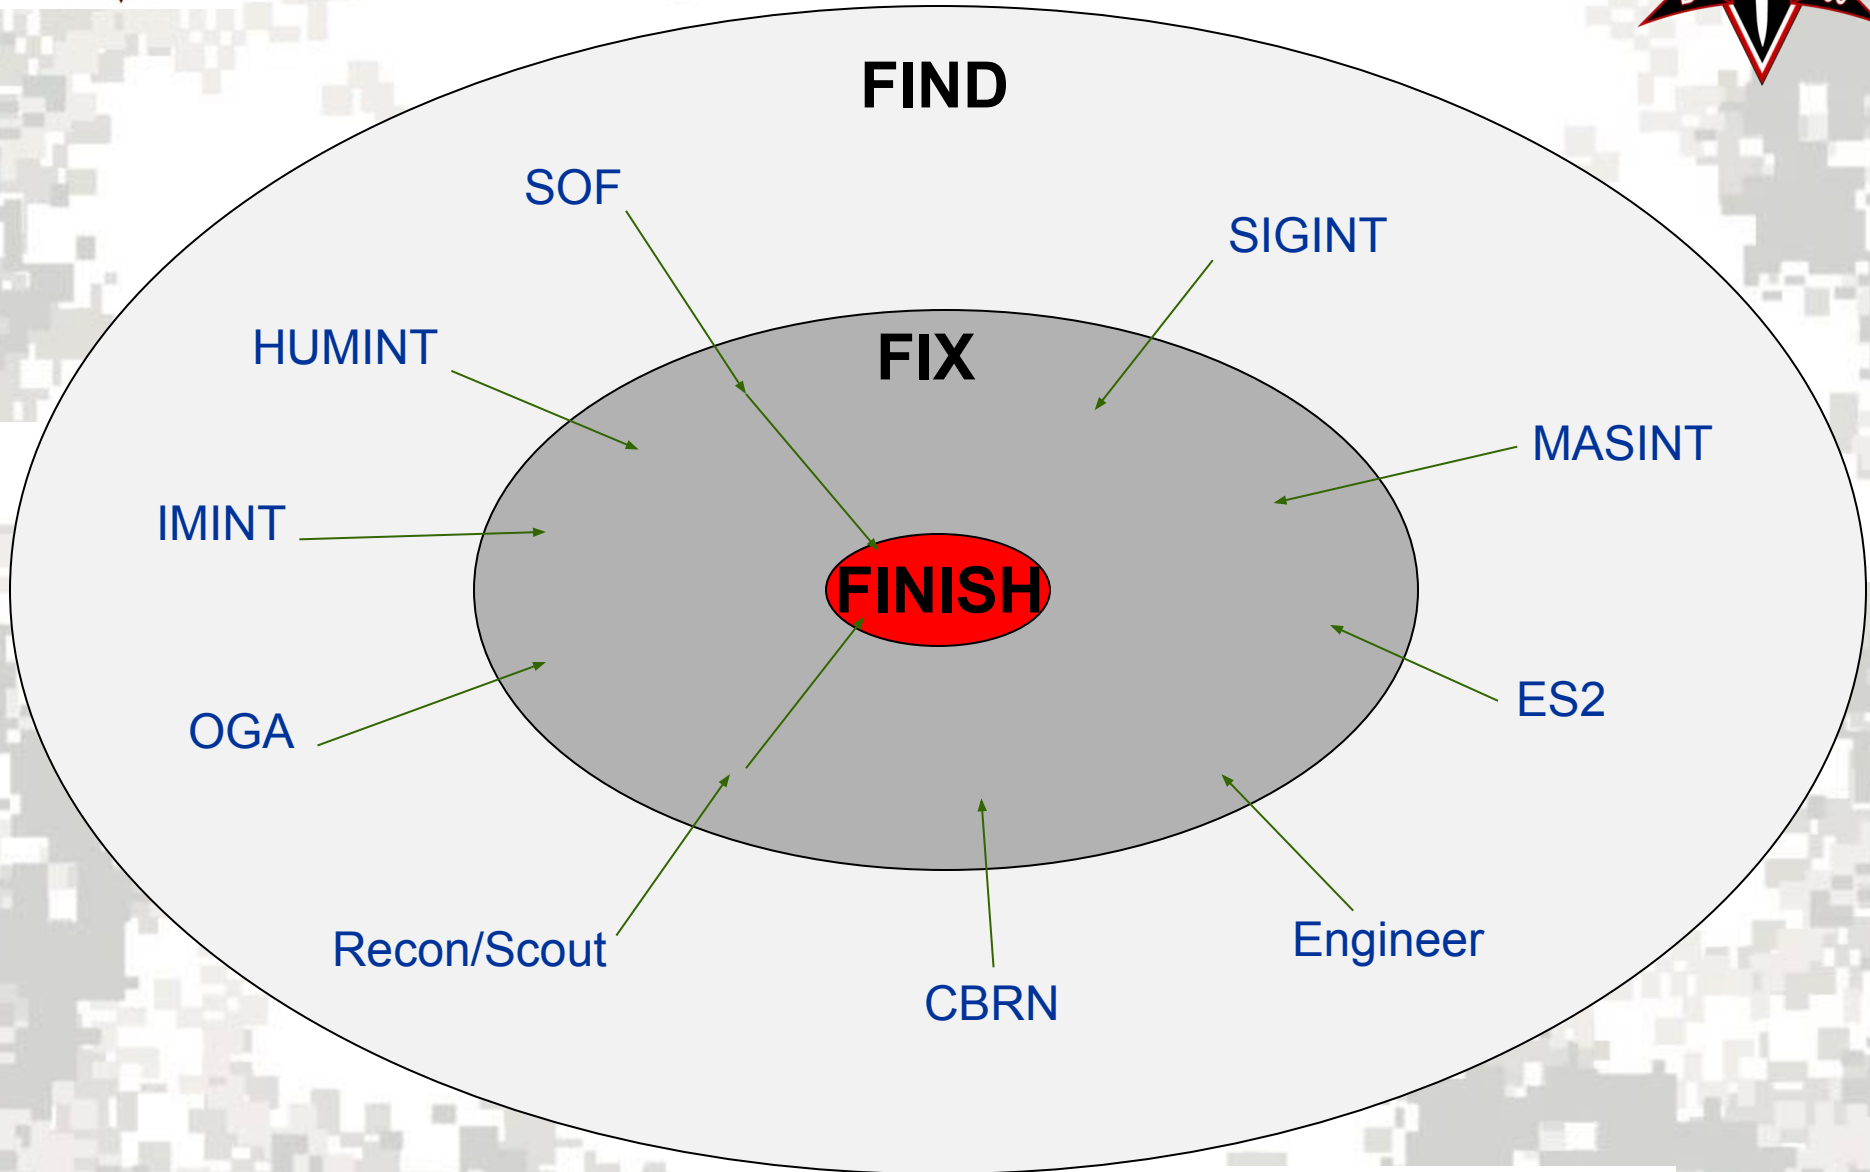 FIND
SOF
SIGINT
HUMINT
FIX
MASINT
IMINT
FINISH
OGA
ES2
Recon/Scout
Engineer
CBRN